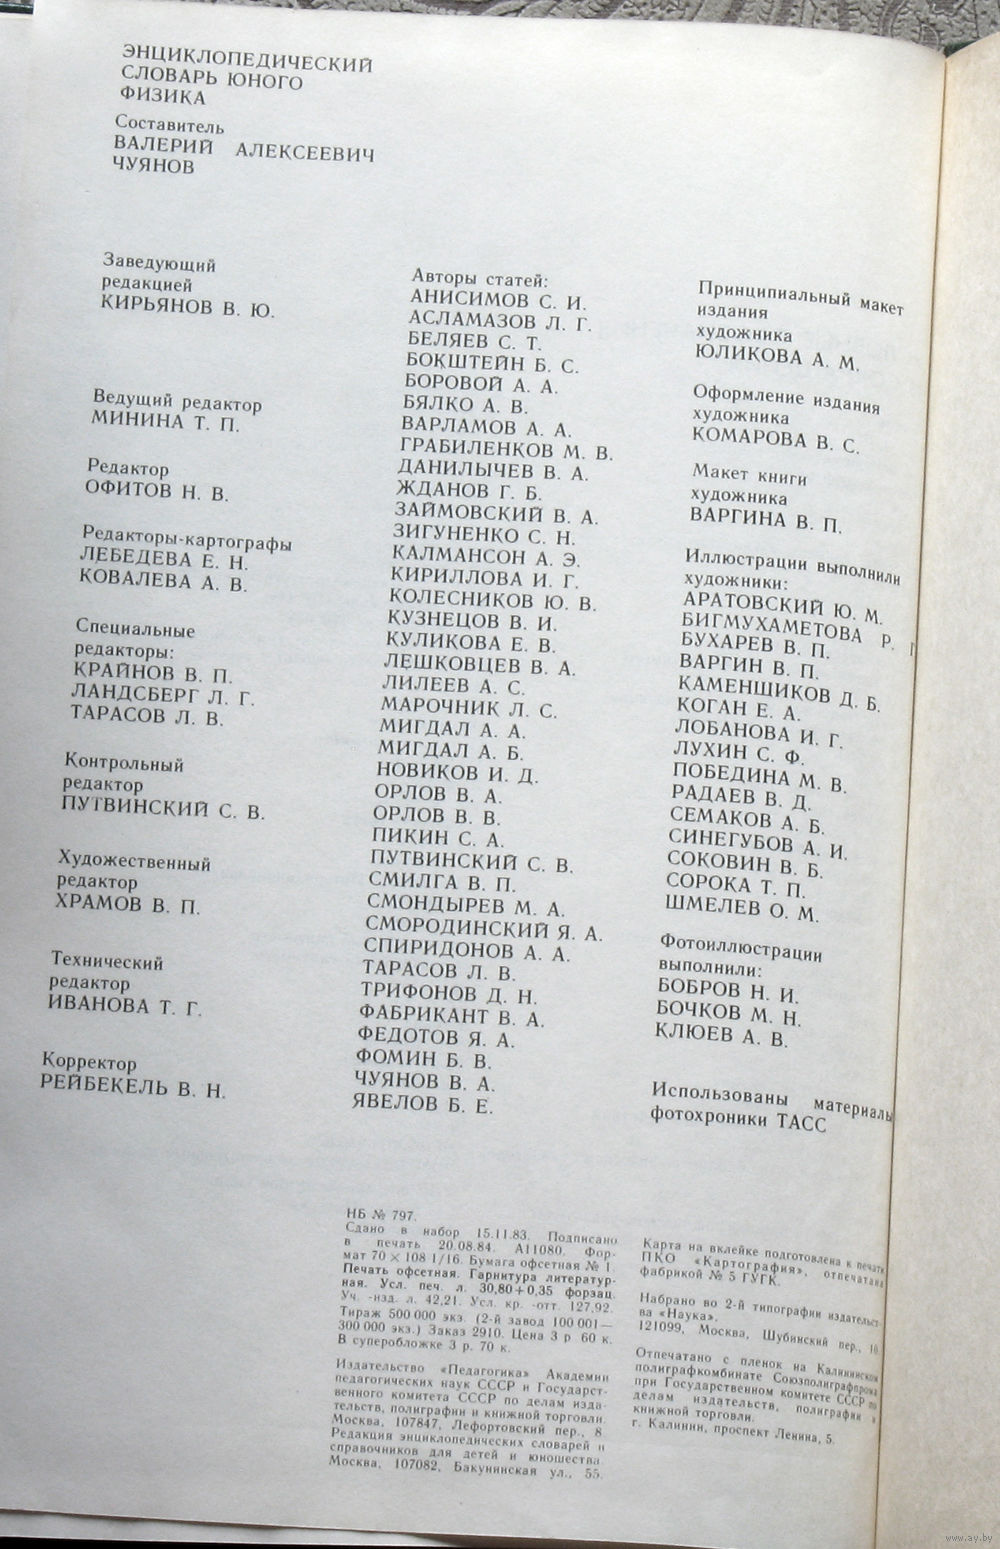 ЭНЦИКЛОПЕДИЧЕСКИЙ
СЛОВАРЬ ЮНОГО
ФИЗИКА
Составитель
ВАЛЕРИЙ АЛЕКСЕЕВИЧ
ЧУЯНОВ
Заведующий
редакцией
КИРЬЯНОВ В. Ю.
Ведущий редактор
МИНИНА Т. П.
Редактор
ОФИТОВ Н. В.
Редакторы-картографы
ЛЕБЕДЕВА Е. Н.
КОВАЛЕВА А. В.
Специальные
редакторы:
КРАЙНОВ В. П.
ЛАНДСБЕРГ Л. Г.
ТАРАСОВ Л. В.
Контрольный
редактор
ПУТВИНСКИЙ С. В.
Художественный
редактор
ХРАМОВ В. П.
Технический
редактор
ИВАНОВА Т. Г.
Корректор
РЕЙБЕКЕЛЬ В. Н.
Авторы статей:
АНИСИМОВ С. И.
АСЛАМАЗОВ Л. Г.
БЕЛЯЕВ С. Т.
БОКШТЕЙН Б. С.
БОРОВОЙ А. А.
БЯЛКО А. В.
ВАРЛАМОВ А. А.
ГРАБИЛЕНКОВ М. В.
ДАНИЛЫЧЕВ В. А.
ЖДАНОВ Г. Б.
ЗАЙМОВСКИЙ В. А.
ЗИГУНЕНКО С. Н.
КАЛМАНСОН А. Э.
КИРИЛЛОВА И. Г.
КОЛЕСНИКОВ Ю. В.
КУЗНЕЦОВ В. И.
КУЛИКОВА Е. В.
ЛЕШКОВЦЕВ В. А.
ЛИЛЕЕВ А. С.
МАРОЧНИК Л. С.
МИГДАЛ А. А.
МИГДАЛ А. Б.
НОВИКОВ И. Д.
ОРЛОВ В. А.
ОРЛОВ В. В.
ПИКИН С. А.
ПУТВИНСКИЙ С. В.
СМИЛГА В. П.
СМОНДЫРЕВ М. А.
СМОРОДИНСКИЙ Я. А.
СПИРИДОНОВ А. А.
ТАРАСОВ Л. В.
ТРИФОНОВ Д. Н.
ФАБРИКАНТ В. А.
ФЕДОТОВ Я. А.
ФОМИН Б. В.
ЧУЯНОВ В. А.
ЯВЕЛОВ Б. Е.
Принципиальный макет
издания
художника
ЮЛИКОВА А. М.
Оформление издания
художника
КОМАРОВА В. С.
Макет книги
художника
ВАРГИНА В. П.
Иллюстрации выполнили
художники:
АРАТОВСКИЙ Ю. М.
БИГМУХАМЕТОВА Р.
БУХАРЕВ В. П.
ВАРГИН В. П.
КАМЕНЩИКОВ Д. Б.
КОГАН Е. А.
ЛОБАНОВА И. Г.
ЛУХИН С. Ф.
ПОБЕДИНА М. В.
РАДАЕВ В. Д.
СЕМАКОВ А. Б.
СИНЕГУБОВ А. И.
СОКОВИН В. Б.
СОРОКА Т. П.
ШМЕЛЕВ О. М.
Фотоиллюстрации
выполнили:
БОБРОВ Н. И.
БОЧКОВ М. Н.
КЛЮЕВ А. В.
Использованы материалы
фотохроники ТАСС
НБ № 797.
Сдано в набор 15.11.83. Подписано
в печать 20.08.84. А11080. Фор-
мат 70 × 108 1/16. Бумага офсетная № 1.
Печать офсетная. Гарнитура литератур-
ная. Усл. печ. л. 30,80+0,35 форзац.
Уч. -изд. л. 42,21. Усл. кр. -отт. 127,92.
Тираж 500 000 экз. (2-й завод 100 001—
300 000 экз.) Заказ 2910. Цена 3 р 60 к.
В суперобложке 3 р. 70 к.
Издательство «Педагогика» Академии
педагогических наук СССР и Государст-
венного комитета СССР по делам изда-
тельств, полиграфии и книжной торговли.
Москва, 107847, Лефортовский пер., 8.
Редакция энциклопедических словарей и
справочников для детей и юношества.
Москва, 107082, Бакунинская ул., 55.
Карта на вклейке подготовлена к печати
ПКО «Картография», отпечатана
фабрикой № 5 ГУГК.
Набрано во 2-й типографии издательст-
ва «Наука».
121099, Москва, Шубинский пер., 10
Отпечатано с пленок на Калининском
полиграфкомбинате Союзполиграфпрома
при Государственном комитете СССР по
делам издательств, полиграфии и
книжной торговли.
г. Калинин, проспект Ленина, 5.
www.ay.by